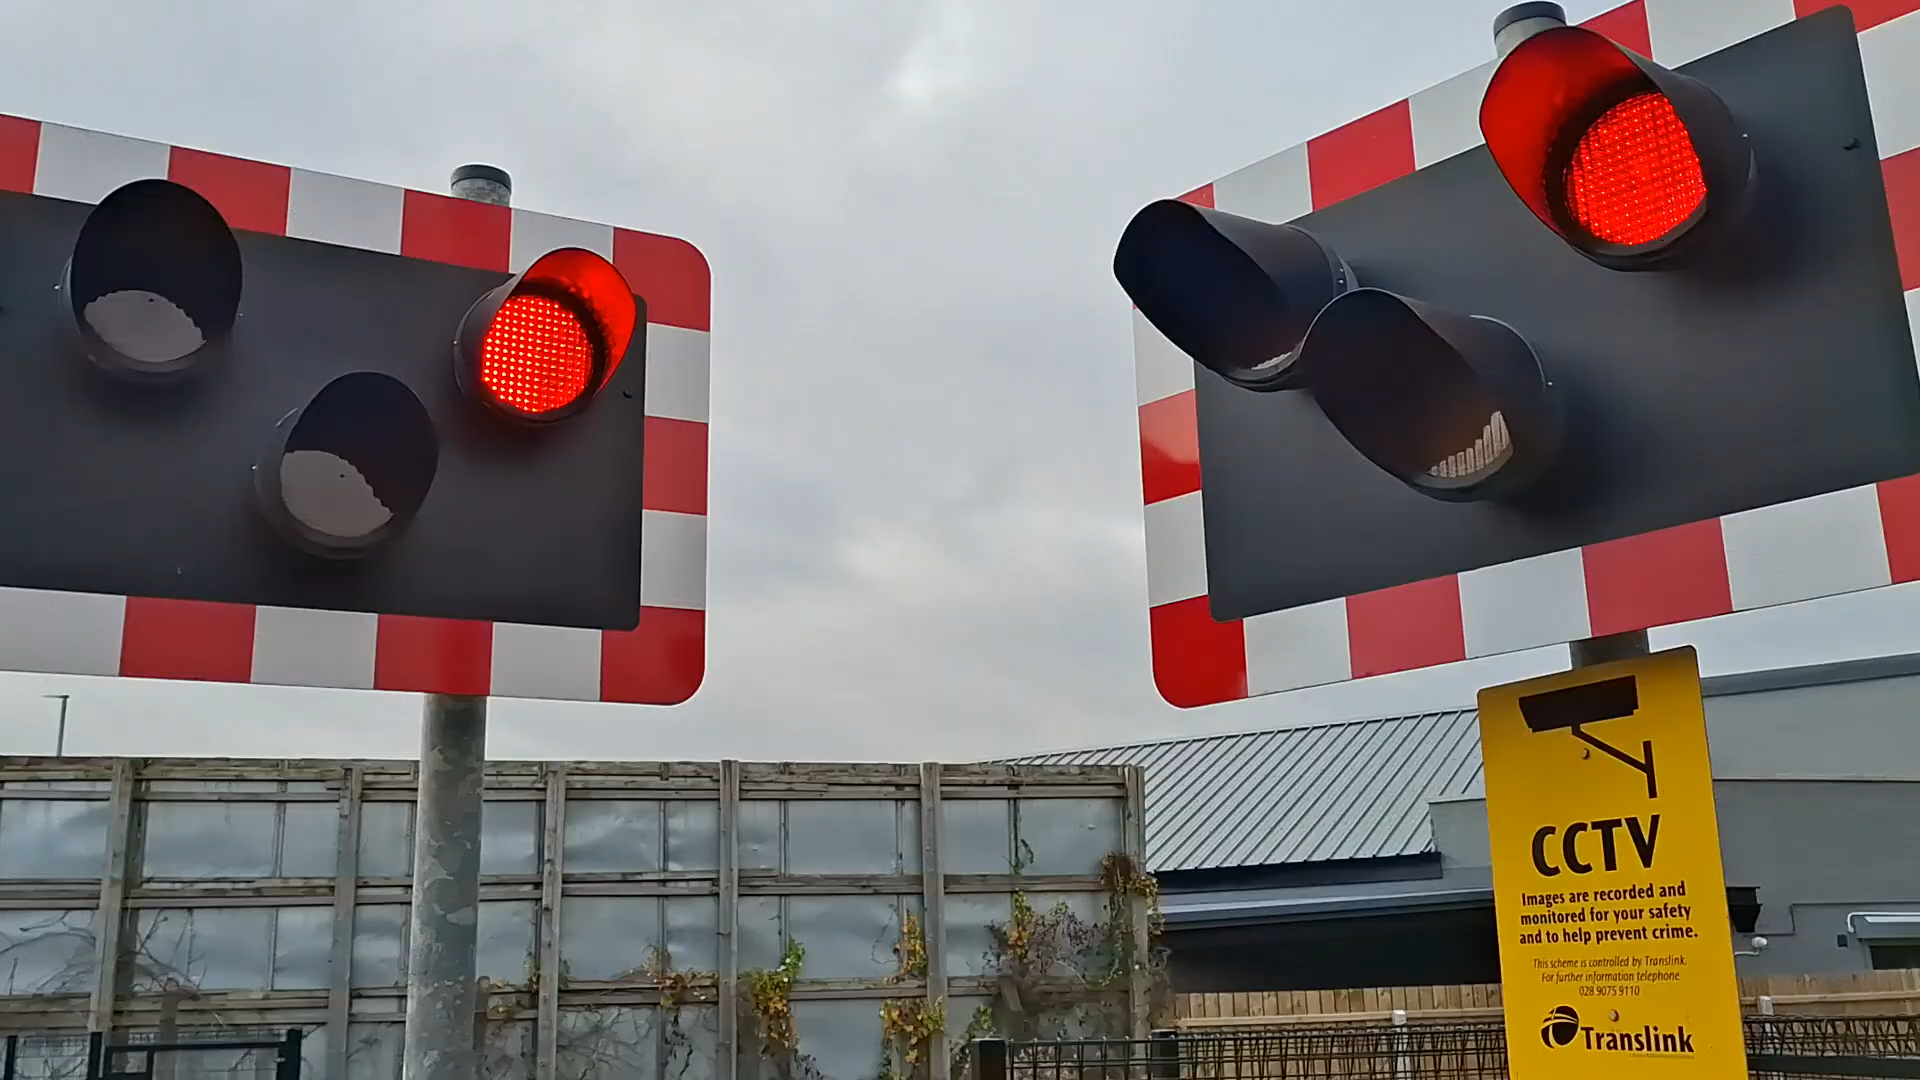 CCTV
Images are recorded and
monitored for your safety
and to help prevent crime.
This scheme is controlled by Translink.
For further information telephone
028 9075 9110
Translink